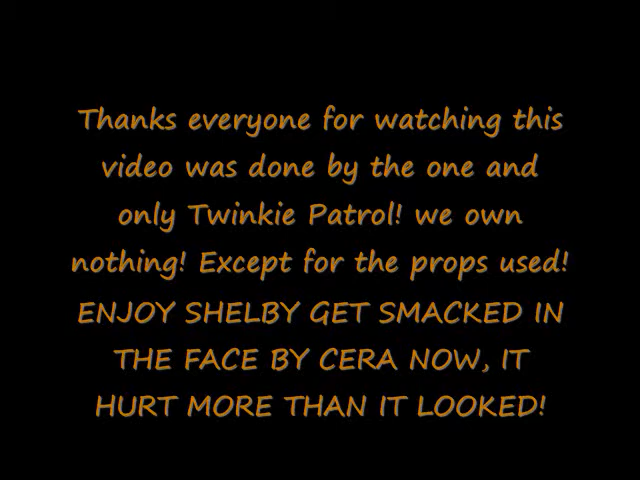 Thanks everyone for watching this
video was done by the one and
only Twinkie Patrol! we own
nothing! Except for the props used!
ENJOY SHELBY GET SMACKED IN
THE FACE BY CERA NOW, IT
HURT MORE THAN IT LOOKED!